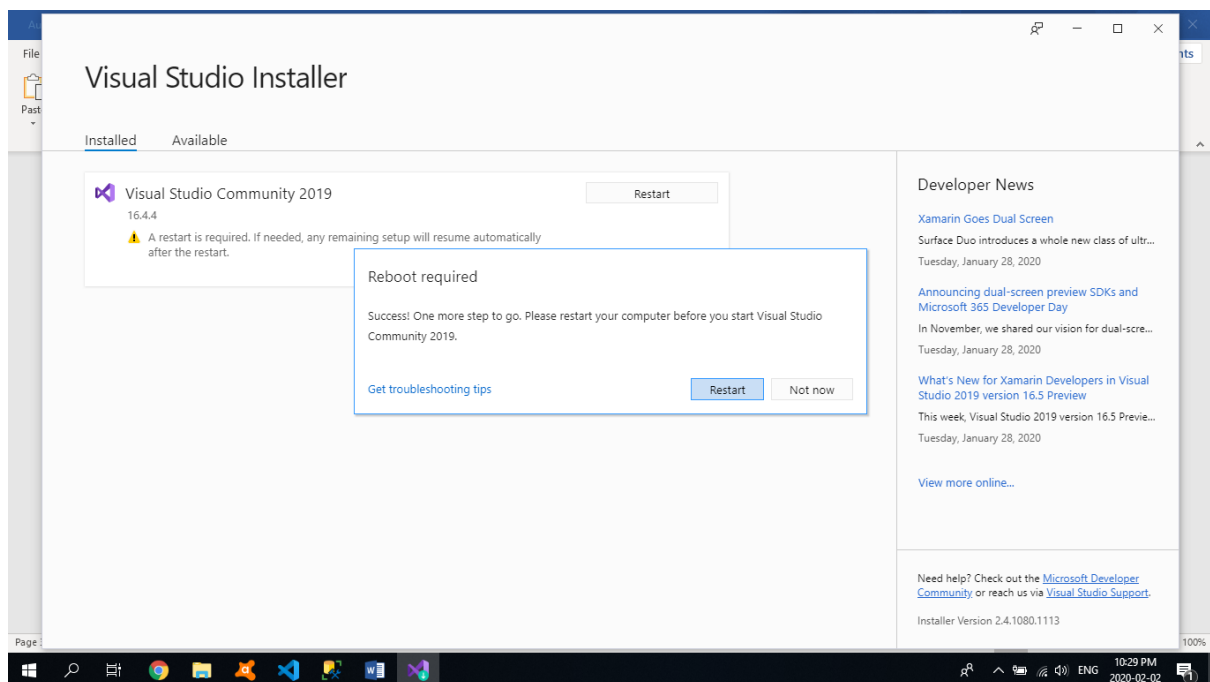 File
Past
Visual Studio Installer
Installed Available
Visual Studio Community 2019
Restart
16.4.4
A restart is required. If needed, any remaining setup will resume automatically
after the restart.
Reboot required
Success! One more step to go. Please restart your computer before you start Visual Studio
Community 2019.
Get troubleshooting tips
Restart
Not now
Developer News
Xamarin Goes Dual Screen
Surface Duo introduces a whole new class of ultr...
Tuesday, January 28, 2020
Announcing dual-screen preview SDKs and
Microsoft 365 Developer Day
In November, we shared our vision for dual-scre...
Tuesday, January 28, 2020
What's New for Xamarin Developers in Visual
Studio 2019 version 16.5 Preview
This week, Visual Studio 2019 version 16.5 Previe...
Tuesday, January 28, 2020
View more online...
Need help? Check out the Microsoft Developer
Community or reach us via Visual Studio Support.
Installer Version 2.4.1080.1113
nts
Page
100%
ENG
10:29 PM
2020-02-02